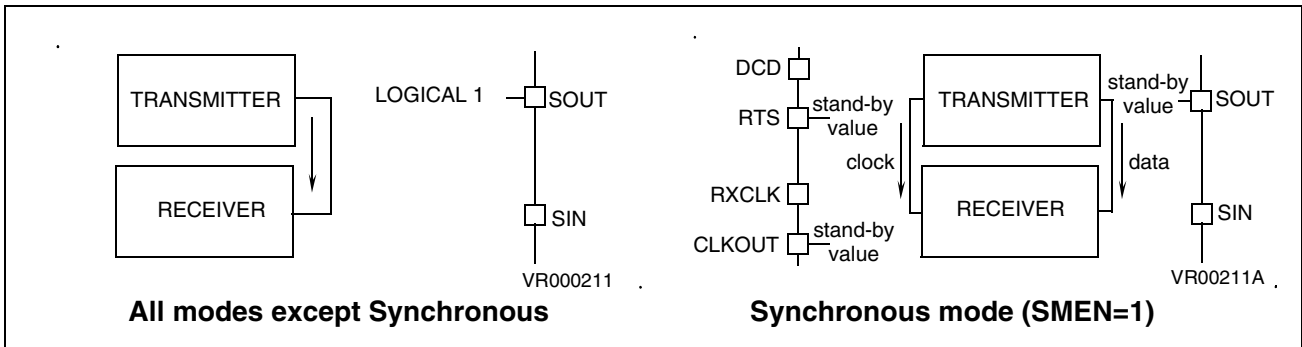 TRANSMITTER
LOGICAL 1
SOUT
RECEIVER
SIN
VR000211
All modes except Synchronous
DCD
RTS
stand-by
value
TRANSMITTER
stand-by
value
SOUT
clock
data
RXCLK
RECEIVER
SIN
CLKOUT
stand-by
value
VR00211A
Synchronous mode (SMEN=1)